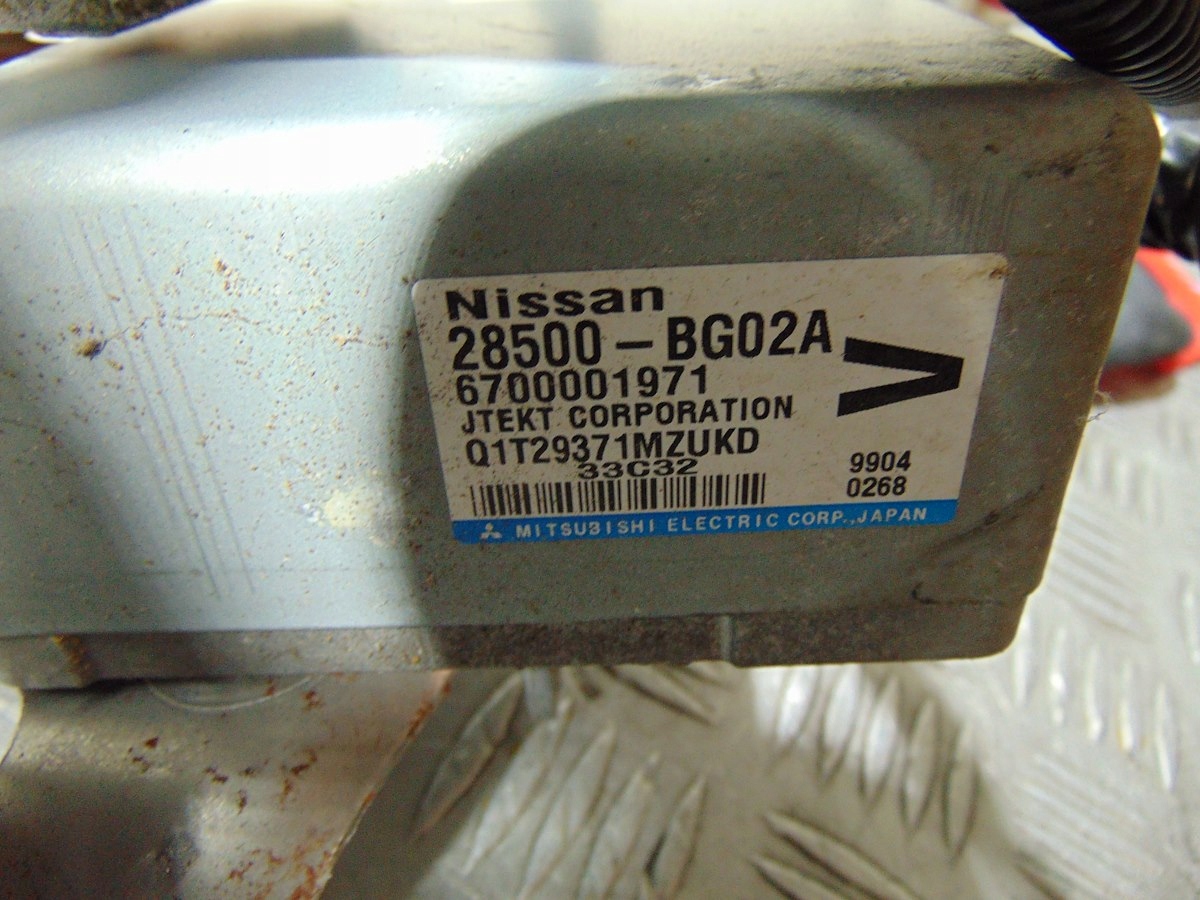 Nissan
28500-BG02A
>
6700001971
JTEKT CORPORATION
Q1T29371MZUKD
33C32
9904
0268
MITSUBISHI ELECTRIC CORP.,JAPAN